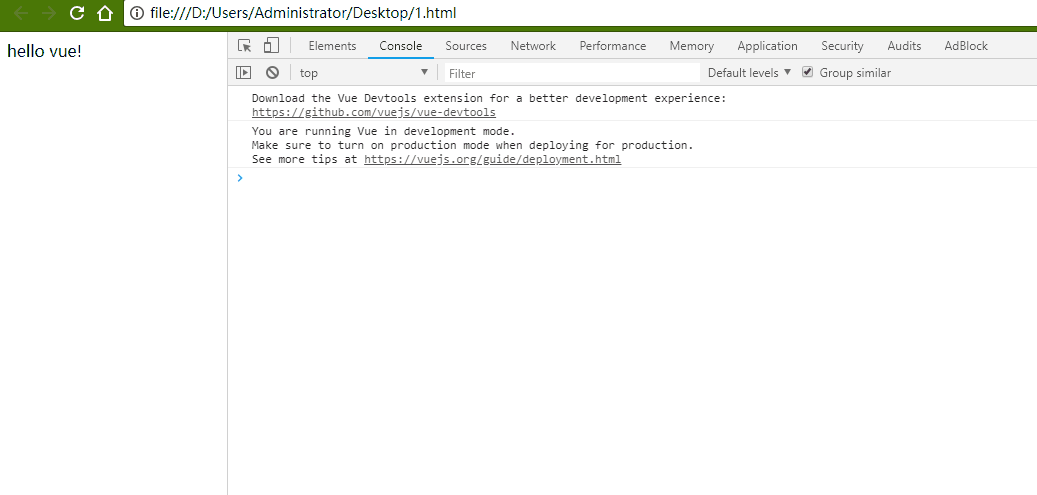 file:///D:/Users/Administrator/Desktop/1.html
hello vue!
Elements Console Sources Network Performance Memory Application Security Audits AdBlock
top Filter Default levels Group similar
Download the Vue Devtools extension for a better development experience:
https://github.com/vuejs/vue-devtools
You are running Vue in development mode.
Make sure to turn on production mode when deploying for production.
See more tips at https://vuejs.org/guide/deployment.html